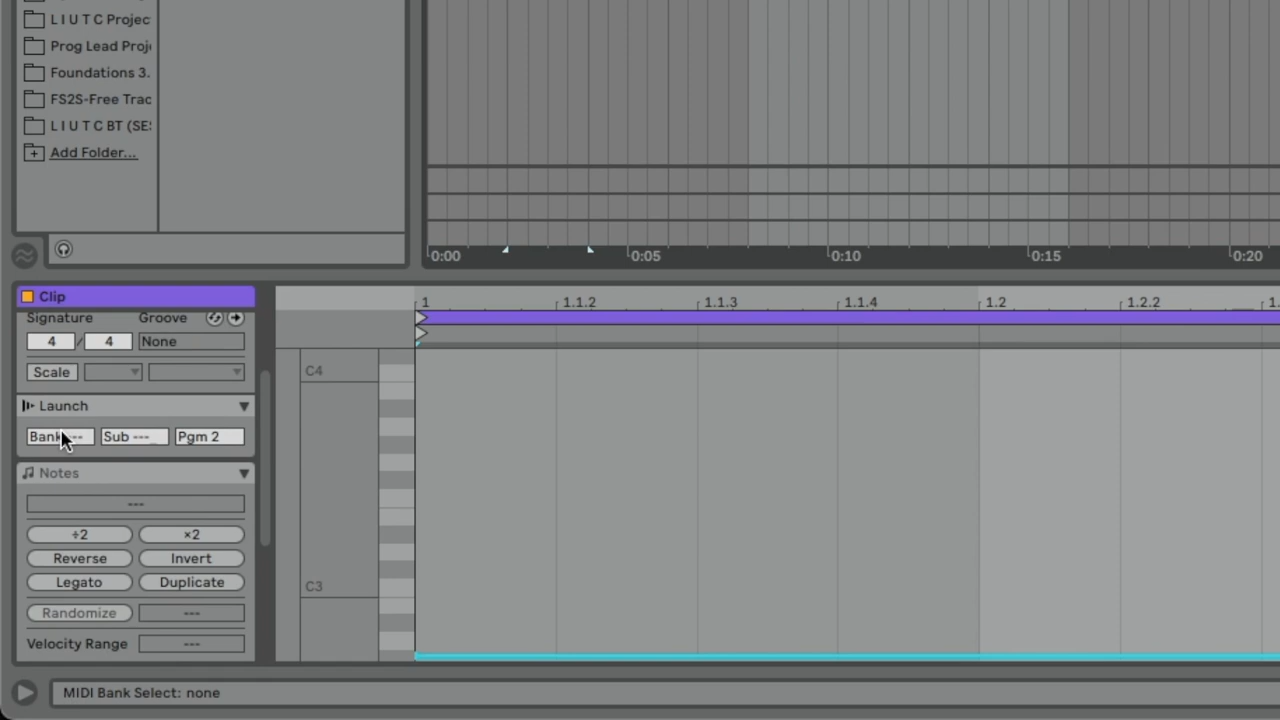 L I U T C Projec
Prog Lead Proj
Foundations 3.
FS2S-Free Trac
L I U T C BT (SE
Add Folder...
0:00 0:05 0:10 0:15 0:20
Clip
Signature Groove
4 / 4 None
Scale
Launch
Bank --- Sub --- Pgm 2
Notes
---
÷2 ×2
Reverse Invert
Legato Duplicate
Randomize ---
Velocity Range ---
1 1.1.2 1.1.3 1.1.4 1.2 1.2.2 1.
C4
C3
MIDI Bank Select: none